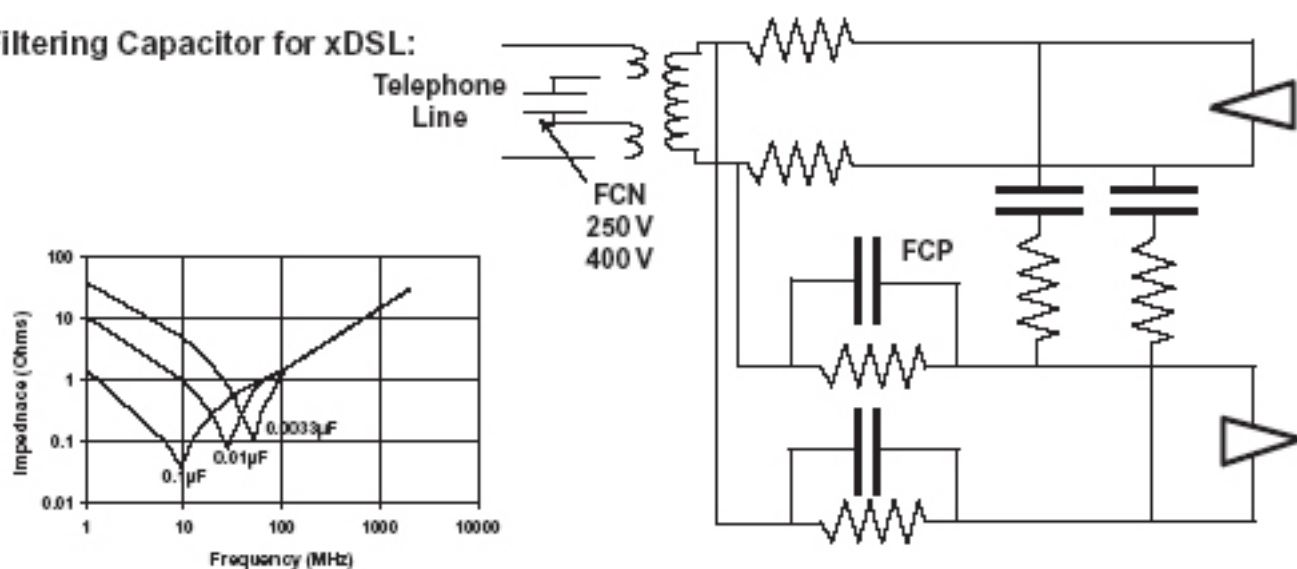 iltering Capacitor for xDSL:
Telephone
Line
FCN
250 V
400 V
FCP
Impednace (Ohms)
100
10
1
0.1
0.01
0.1µF
0.01µF
0.0033µF
1
10
100
1000
10000
Frequency (MHz)